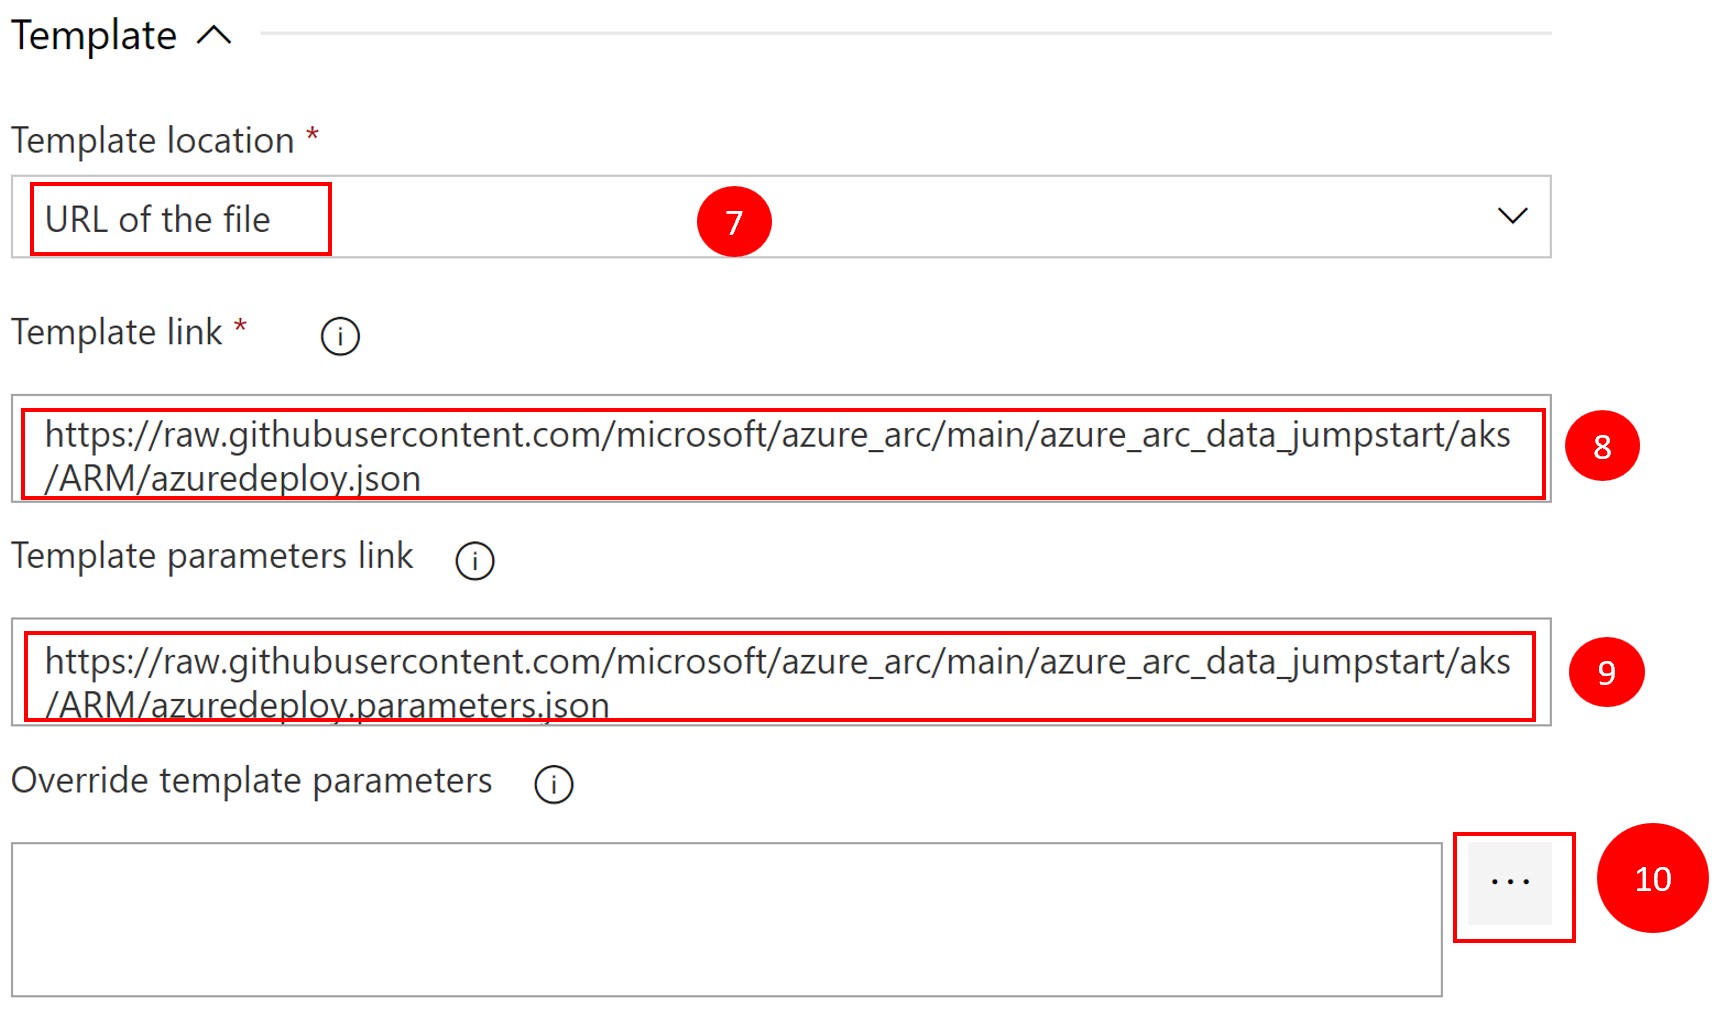 Template
Template location *
URL of the file
7
Template link *
https://raw.githubusercontent.com/microsoft/azure_arc/main/azure_arc_data_jumpstart/aks
/ARM/azuredeploy.json
8
Template parameters link
https://raw.githubusercontent.com/microsoft/azure_arc/main/azure_arc_data_jumpstart/aks
/ARM/azuredeploy.parameters.json
9
Override template parameters
...
10